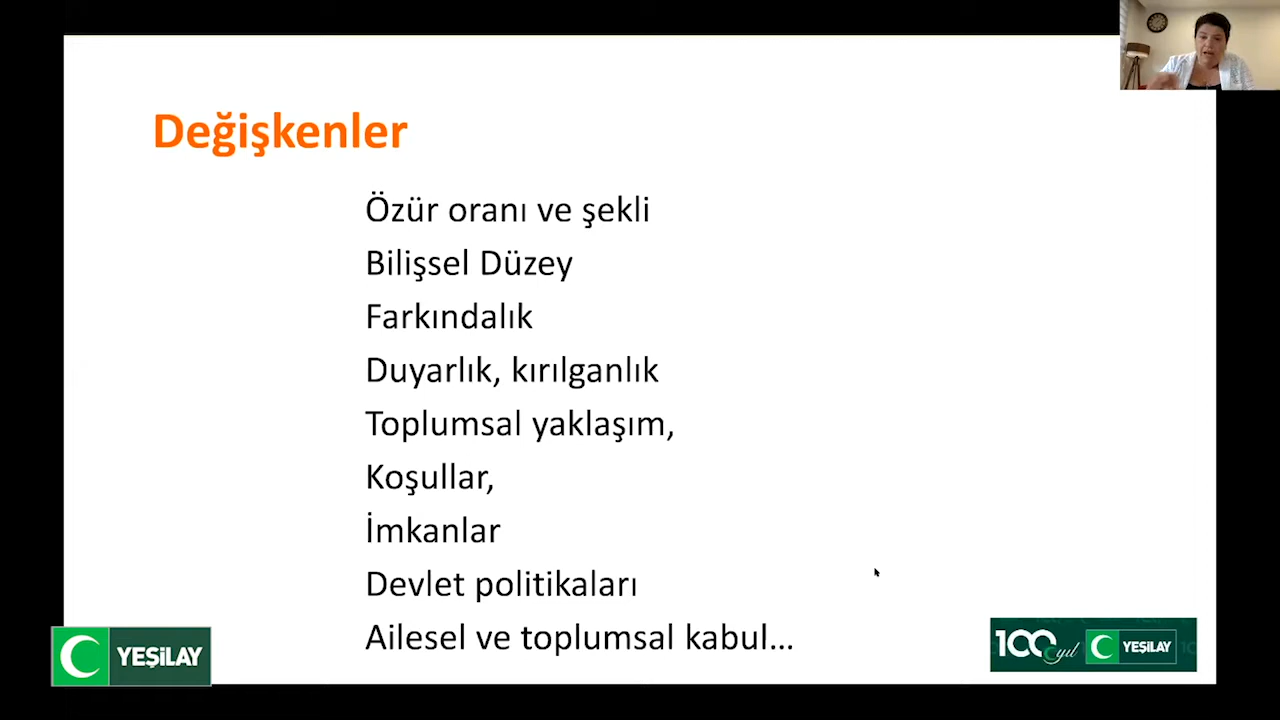 Değişkenler
Özür oranı ve şekli
Bilişsel Düzey
Farkındalık
Duyarlık, kırılganlık
Toplumsal yaklaşım,
Koşullar,
İmkanlar
Devlet politikaları
Ailesel ve toplumsal kabul...
YEŞİLAY
100 yıl YEŞİLAY